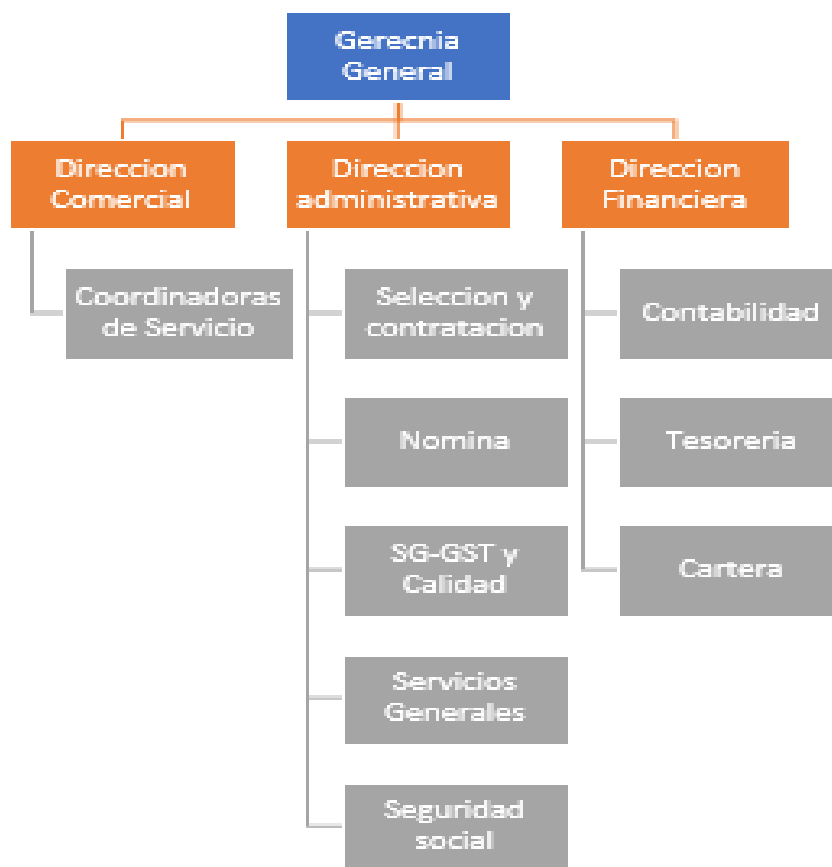 Gerecnia
General
Direccion
Comercial
Direccion
administrativa
Direccion
Financiera
Coordinadoras
de Servicio
Seleccion y
contratacion
Contabilidad
Nomina
Tesoreria
SG-GST y
Calidad
Cartera
Servicios
Generales
Seguridad
social